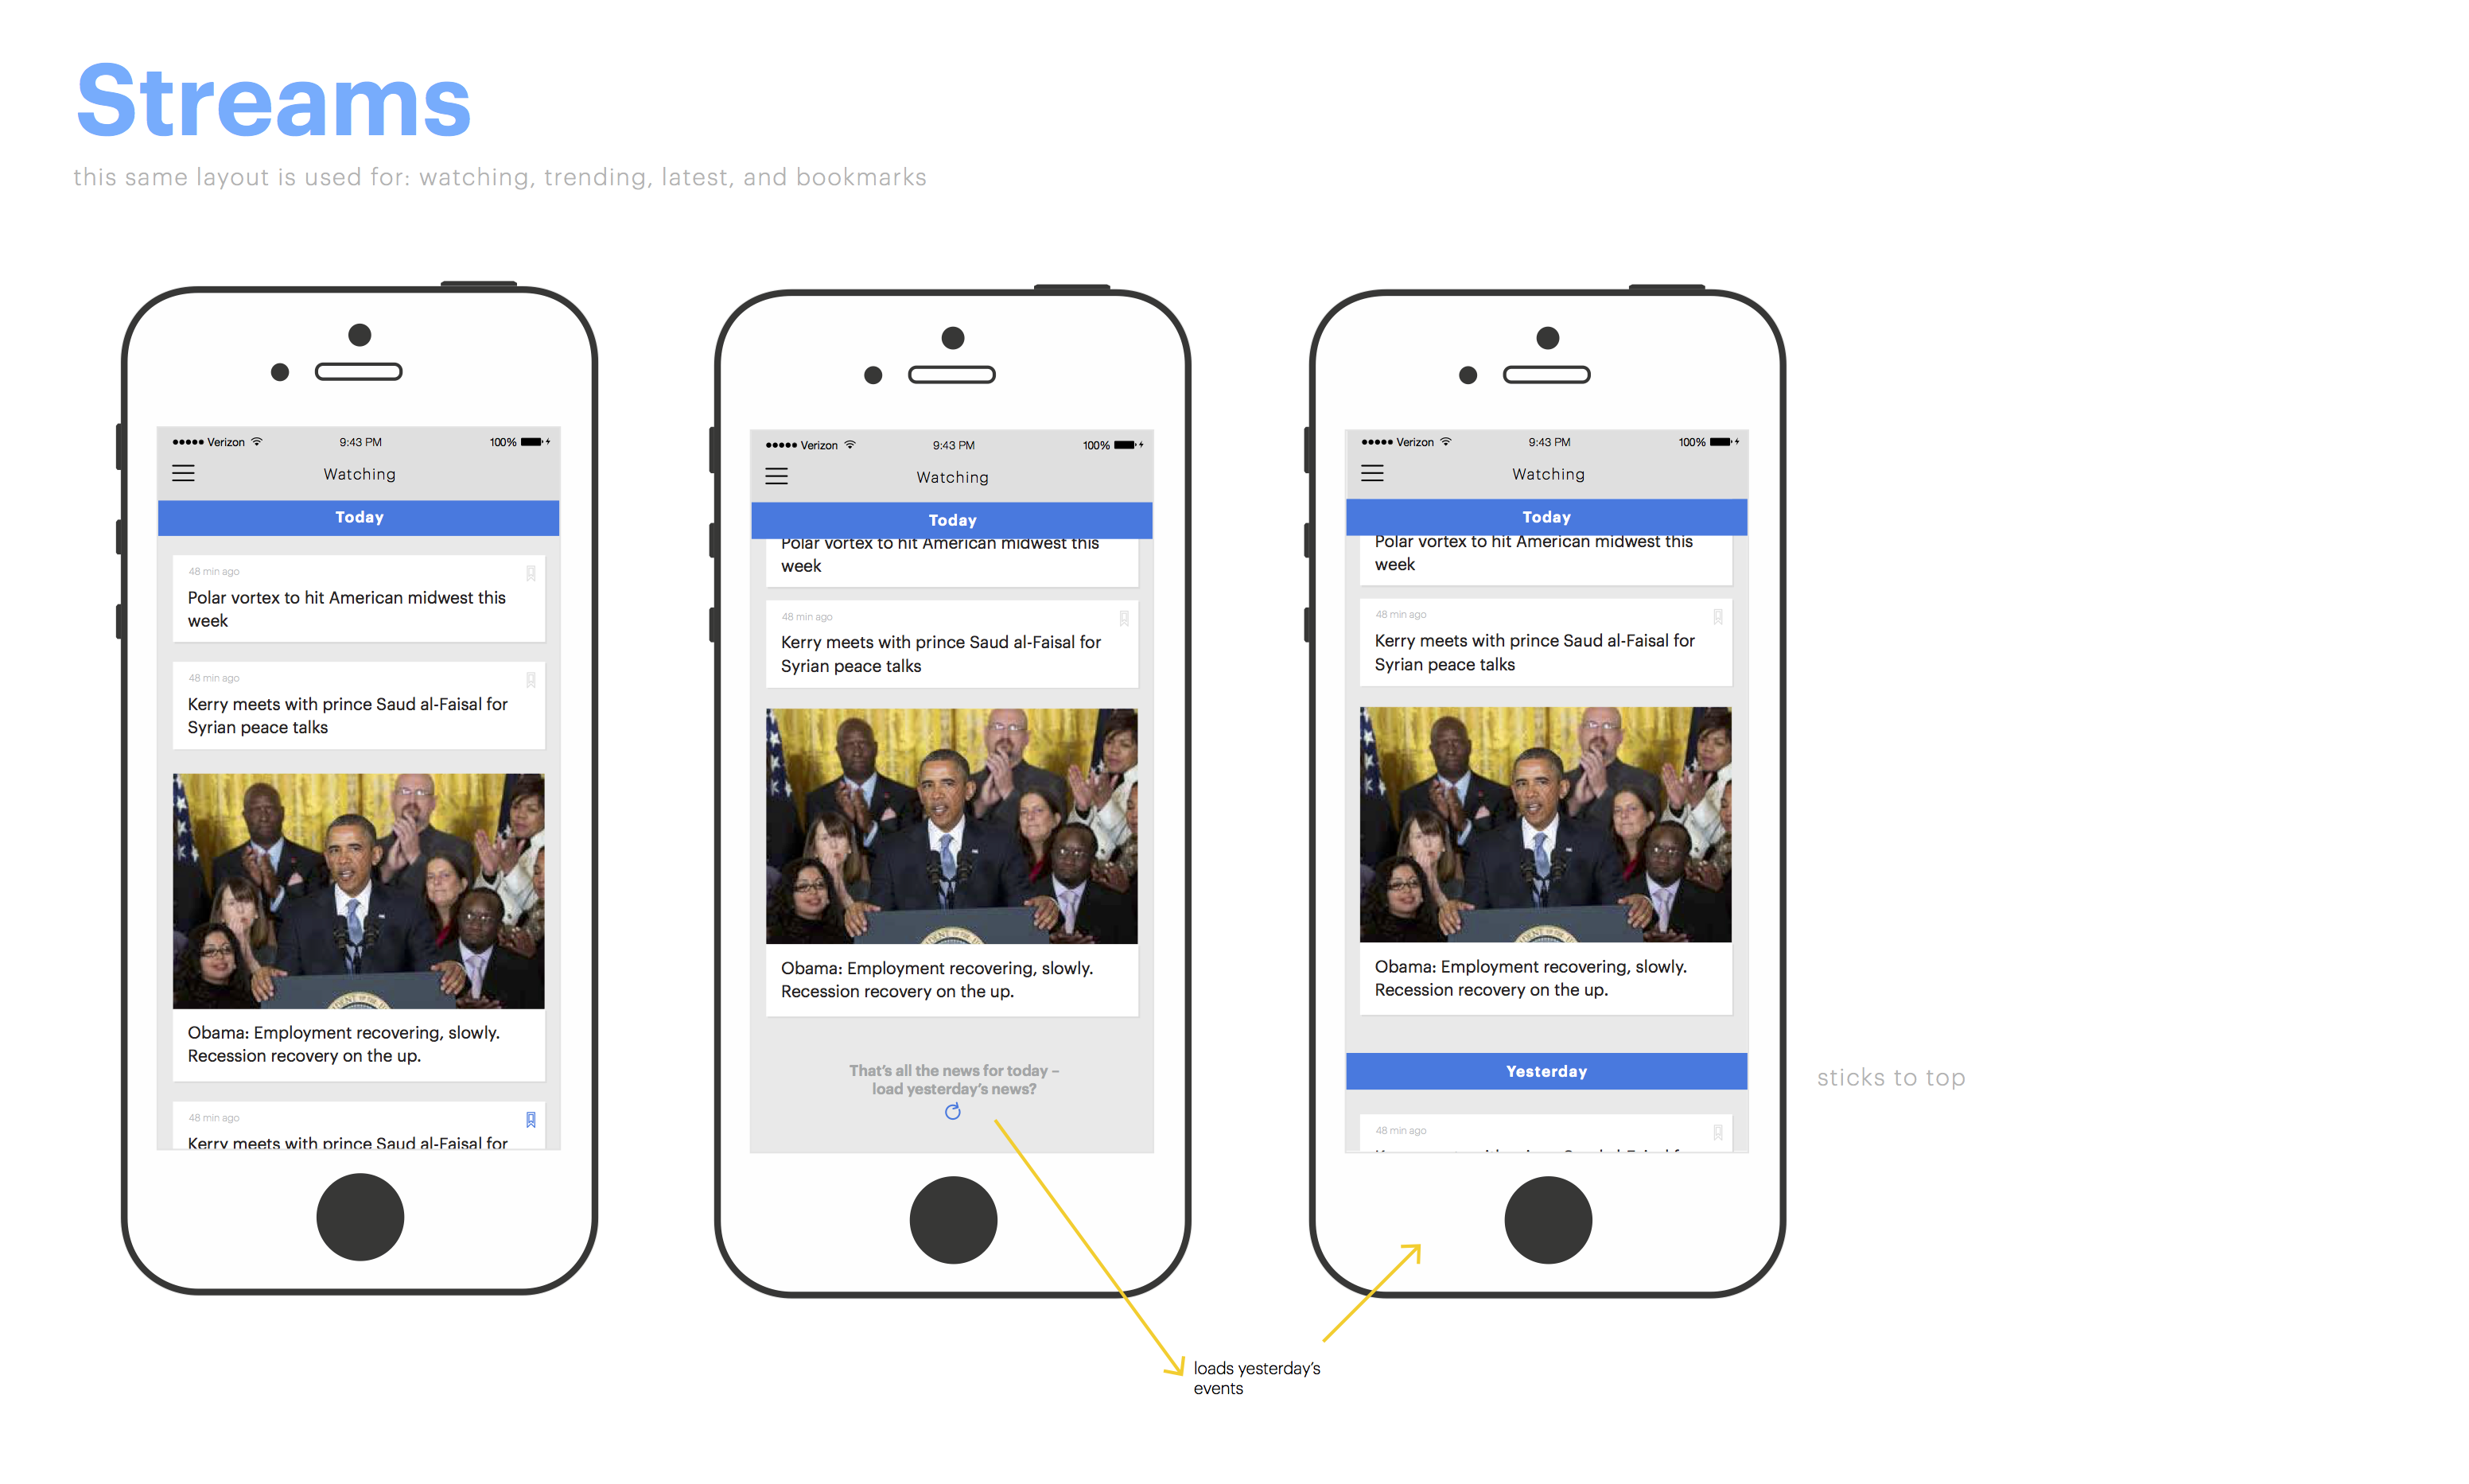 Streams
this same layout is used for: watching, trending, latest, and bookmarks
Verizon 9:43 PM 100%
Watching
Today
48 min ago
Polar vortex to hit American midwest this
week
48 min ago
Kerry meets with prince Saud al-Faisal for
Syrian peace talks
Obama: Employment recovering, slowly.
Recession recovery on the up.
48 min ago
Kerry meets with prince Saud al-Faisal for
Verizon 9:43 PM 100%
Watching
Today
Polar vortex to hit American midwest this
week
48 min ago
Kerry meets with prince Saud al-Faisal for
Syrian peace talks
Obama: Employment recovering, slowly.
Recession recovery on the up.
That's all the news for today –
load yesterday's news?
Verizon 9:43 PM 100%
Watching
Today
Polar vortex to hit American midwest this
week
48 min ago
Kerry meets with prince Saud al-Faisal for
Syrian peace talks
Obama: Employment recovering, slowly.
Recession recovery on the up.
Yesterday
48 min ago
sticks to top
loads yesterday's
events